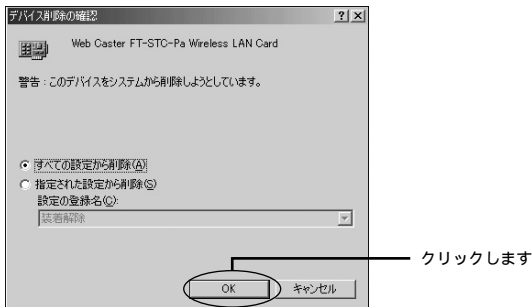 デバイス削除の確認
Web Caster FT-STC-Pa Wireless LAN Card
警告 : このデバイスをシステムから削除しようとしています。
すべての設定から削除(A)
指定された設定から削除(S)
設定の登録名(C):
装着解除
クリックします
OK
キャンセル